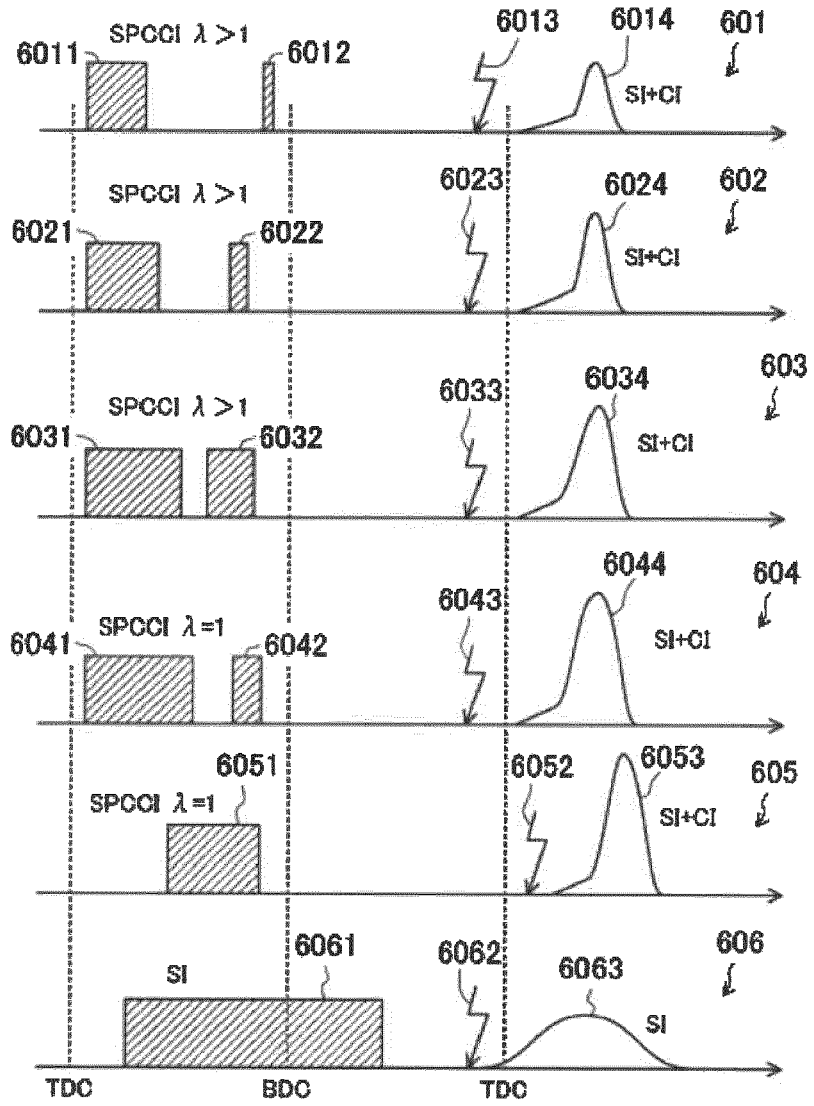 SPCCI λ>1
6011
6012
6013
6014
601
SI+CI
SPCCI λ>1
6021
6022
6023
6024
602
SI+CI
SPCCI λ>1
6031
6032
6033
6034
603
SI+CI
SPCCI λ=1
6041
6042
6043
6044
604
SI+CI
SPCCI λ=1
6051
6052
6053
605
SI+CI
SI
6061
6062
6063
606
SI
TDC
BDC
TDC